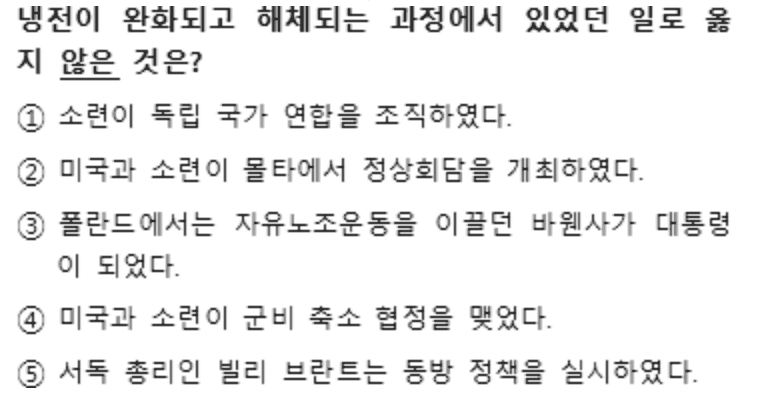 냉전이 완화되고 해체되는 과정에서 있었던 일로 옳
지 않은 것은?
① 소련이 독립 국가 연합을 조직하였다.
② 미국과 소련이 몰타에서 정상회담을 개최하였다.
③ 폴란드에서는 자유노조운동을 이끌던 바웬사가 대통령
이 되었다.
④ 미국과 소련이 군비 축소 협정을 맺었다.
⑤ 서독 총리인 빌리 브란트는 동방 정책을 실시하였다.